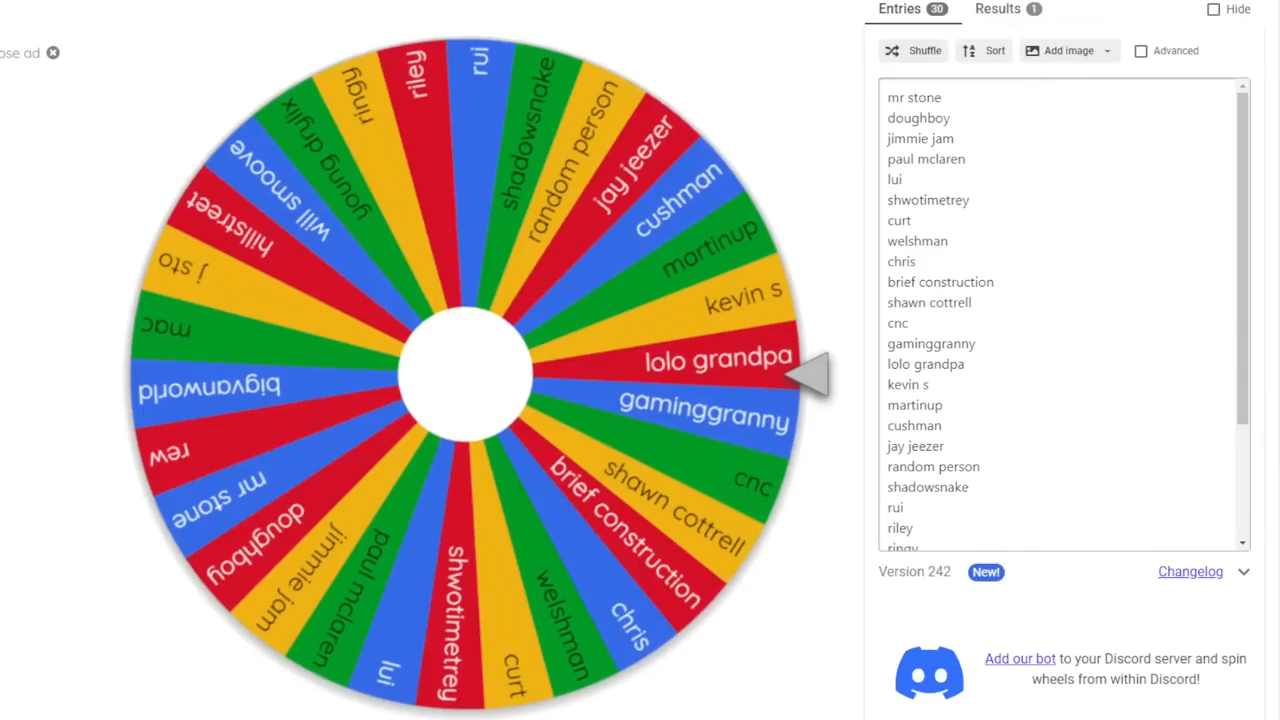 ose ad
Entries 30
Results 1
Hide
Shuffle
Sort
Add image
Advanced
mr stone
doughboy
jimmie jam
paul mclaren
lui
shwotimetrey
curt
welshman
chris
brief construction
shawn cottrell
cnc
gaminggranny
lolo grandpa
kevin s
martinup
cushman
jay jeezer
random person
shadowsnake
rui
riley
ringy
Version 242
New!
Changelog
Add our bot to your Discord server and spin
wheels from within Discord!
rui
shadowsnake
random person
jay jeezer
cushman
martinup
kevin s
lolo grandpa
gaminggranny
cnc
shawn cottrell
brief construction
chris
welshman
curt
shwotimetrey
lui
paul mclaren
jimmie jam
doughboy
mr stone
rew
bigvanworld
mac
j sto
hillstreet
will smoove
young drylix
ringy
riley